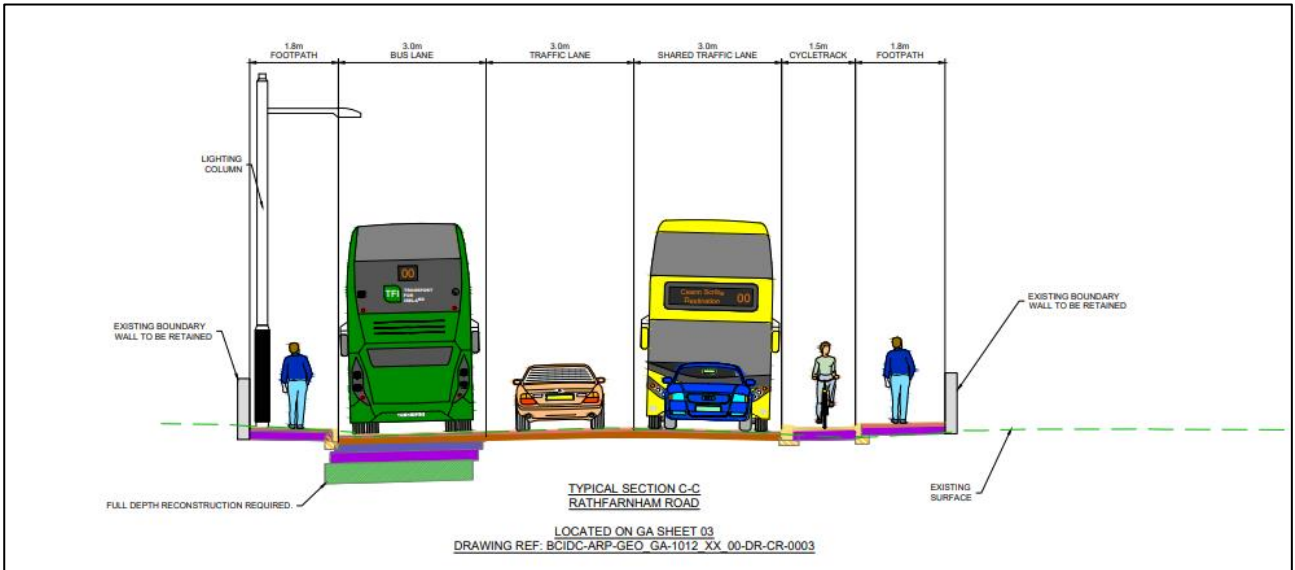 1.8m
FOOTPATH
3.0m
BUS LANE
3.0m
TRAFFIC LANE
3.0m
SHARED TRAFFIC LANE
1.5m
CYCLETRACK
1.8m
FOOTPATH
LIGHTING
COLUMN
00
TFI
TRANSPORT
FOR
00
EXISTING BOUNDARY
WALL TO BE RETAINED
EXISTING BOUNDARY
WALL TO BE RETAINED
FULL DEPTH RECONSTRUCTION REQUIRED.
EXISTING
SURFACE
TYPICAL SECTION C-C
RATHFARNHAM ROAD
LOCATED ON GA SHEET 03
DRAWING REF: BCIDC-ARP-GEO_GA-1012_XX_00-DR-CR-0003